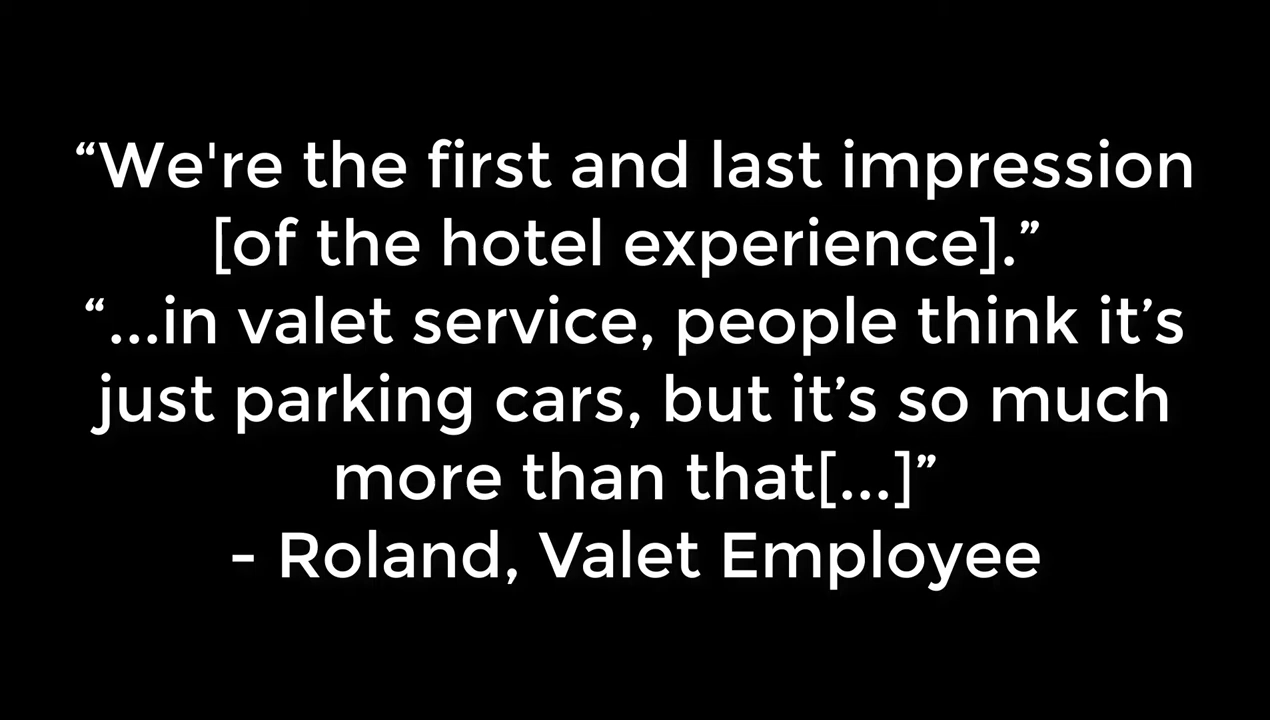 “We're the first and last impression
[of the hotel experience].”
“...in valet service, people think it’s
just parking cars, but it’s so much
more than that[...]”
- Roland, Valet Employee